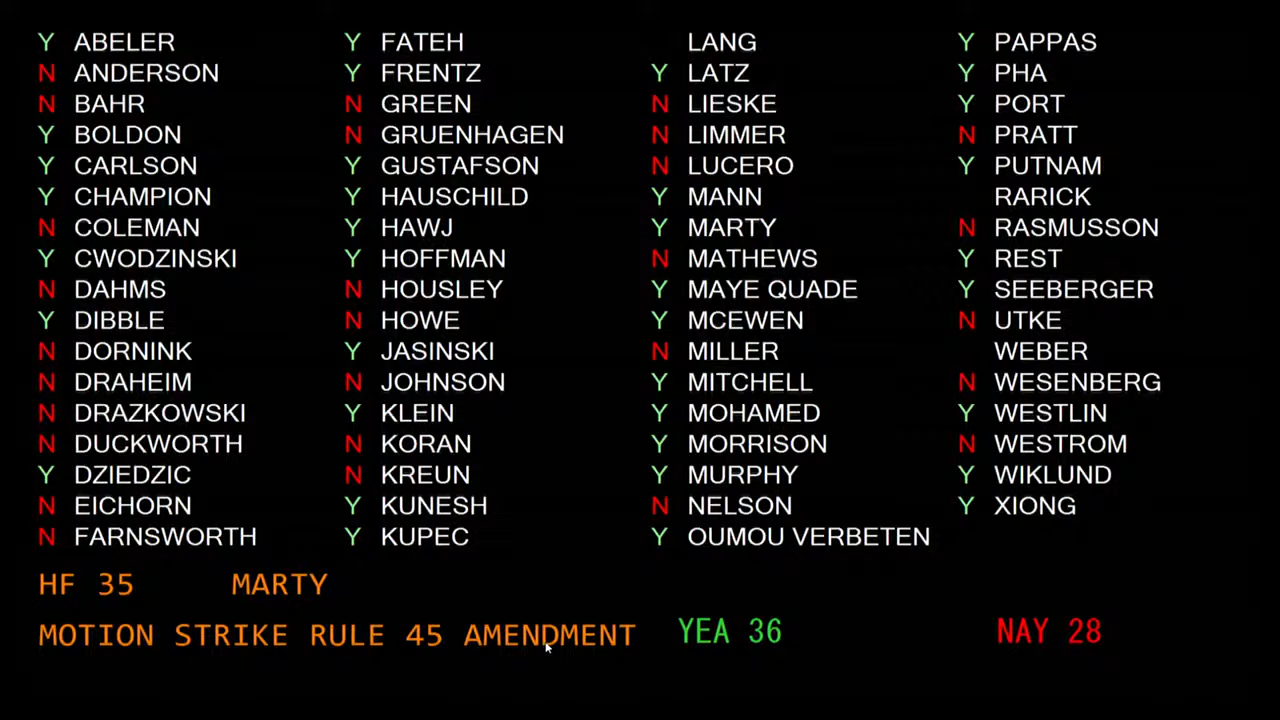 Y ABELER Y FATEH LANG Y PAPPAS
N ANDERSON Y FRENTZ Y LATZ Y PHA
N BAHR N GREEN N LIESKE Y PORT
Y BOLDON N GRUENHAGEN N LIMMER N PRATT
Y CARLSON Y GUSTAFSON N LUCERO Y PUTNAM
Y CHAMPION Y HAUSCHILD Y MANN RARICK
N COLEMAN Y HAWJ Y MARTY N RASMUSSON
Y CWODZINSKI Y HOFFMAN N MATHEWS Y REST
N DAHMS N HOUSLEY Y MAYE QUADE Y SEEBERGER
Y DIBBLE N HOWE Y MCEWEN N UTKE
N DORNINK Y JASINSKI N MILLER WEBER
N DRAHEIM N JOHNSON Y MITCHELL N WESENBERG
N DRAZKOWSKI Y KLEIN Y MOHAMED Y WESTLIN
N DUCKWORTH N KORAN Y MORRISON N WESTROM
Y DZIEDZIC N KREUN Y MURPHY Y WIKLUND
N EICHORN Y KUNESH N NELSON Y XIONG
N FARNSWORTH Y KUPEC Y OUMOU VERBETEN
HF 35 MARTY
MOTION STRIKE RULE 45 AMENDMENT YEA 36 NAY 28